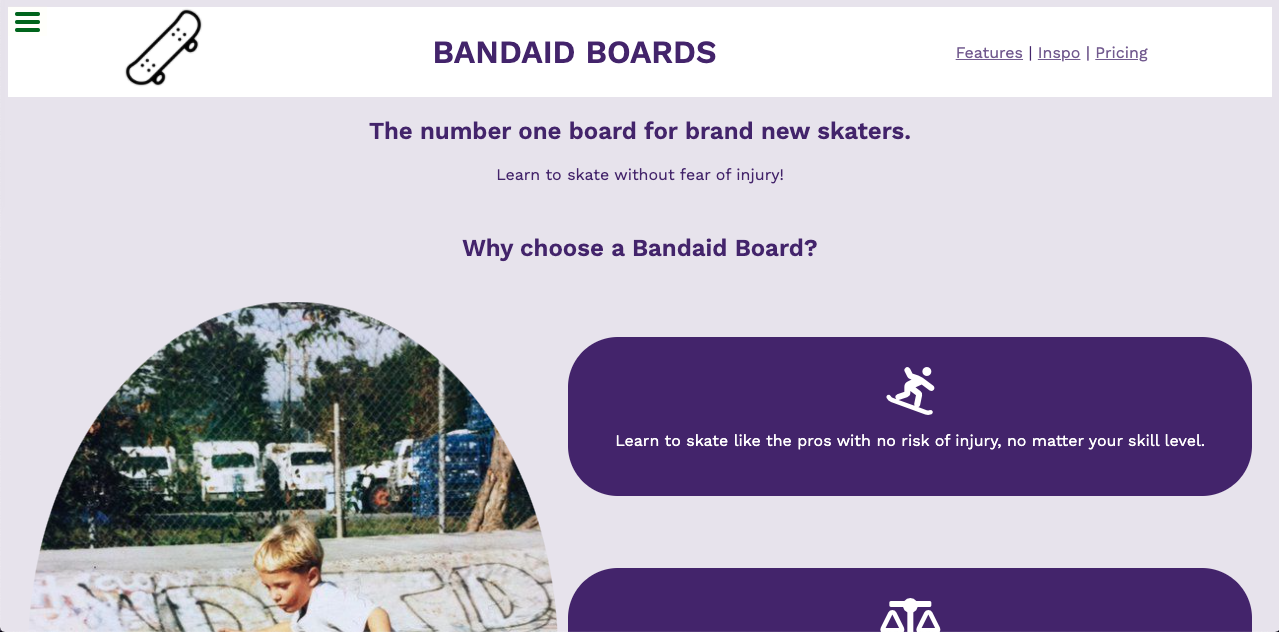 BANDAID BOARDS
Features | Inspo | Pricing
The number one board for brand new skaters.
Learn to skate without fear of injury!
Why choose a Bandaid Board?
Learn to skate like the pros with no risk of injury, no matter your skill level.